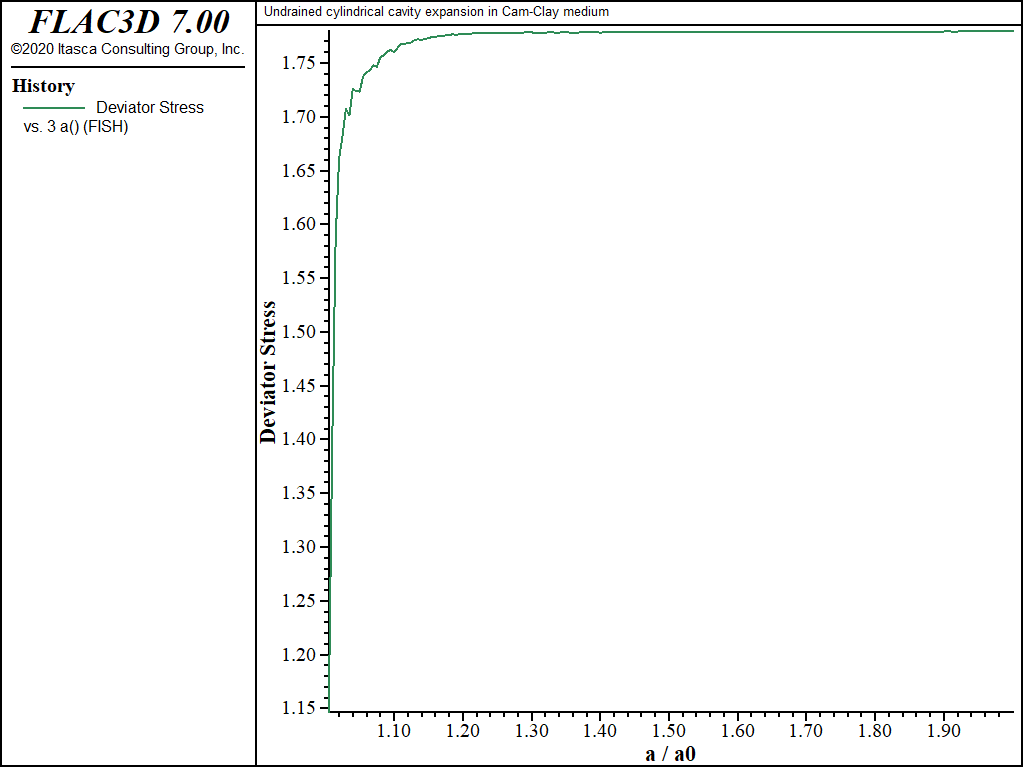 FLAC3D 7.00
©2020 Itasca Consulting Group, Inc.
History
Deviator Stress
vs. 3 a() (FISH)
Undrained cylindrical cavity expansion in Cam-Clay medium
Deviator Stress
1.75
1.70
1.65
1.60
1.55
1.50
1.45
1.40
1.35
1.30
1.25
1.20
1.15
1.10 1.20 1.30 1.40 1.50 1.60 1.70 1.80 1.90
a / a0